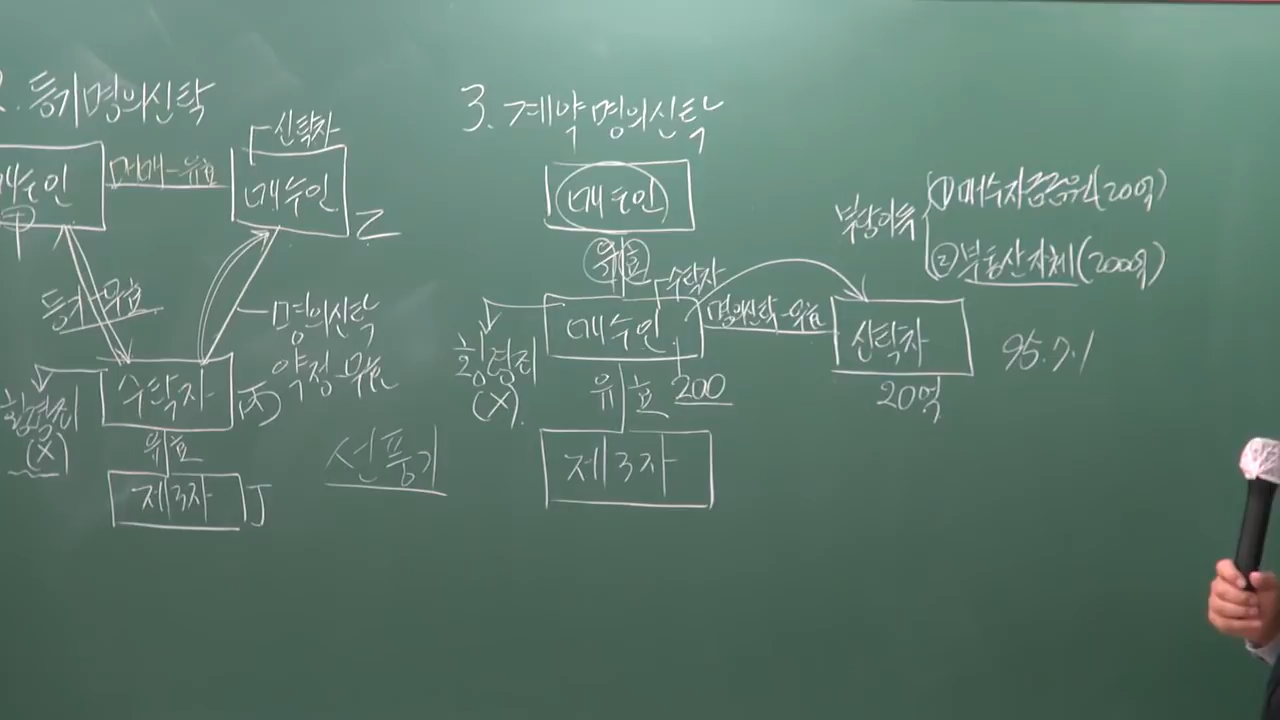 2. 등기명의신탁
신탁자
매도인
매매-유효
매수인
乙
등기-무효
명의신탁
약정-무효
수탁자
丙
횡령죄
(X)
유효
제3자
丁
선풍기
3. 계약명의신탁
매도인
유효
수탁자
매수인
명의신탁-무효
신탁자
20억
횡령죄
(X)
유효
200
제3자
부당이득
①매수자금
(20억)
②부동산자체(200억)
95.7.1